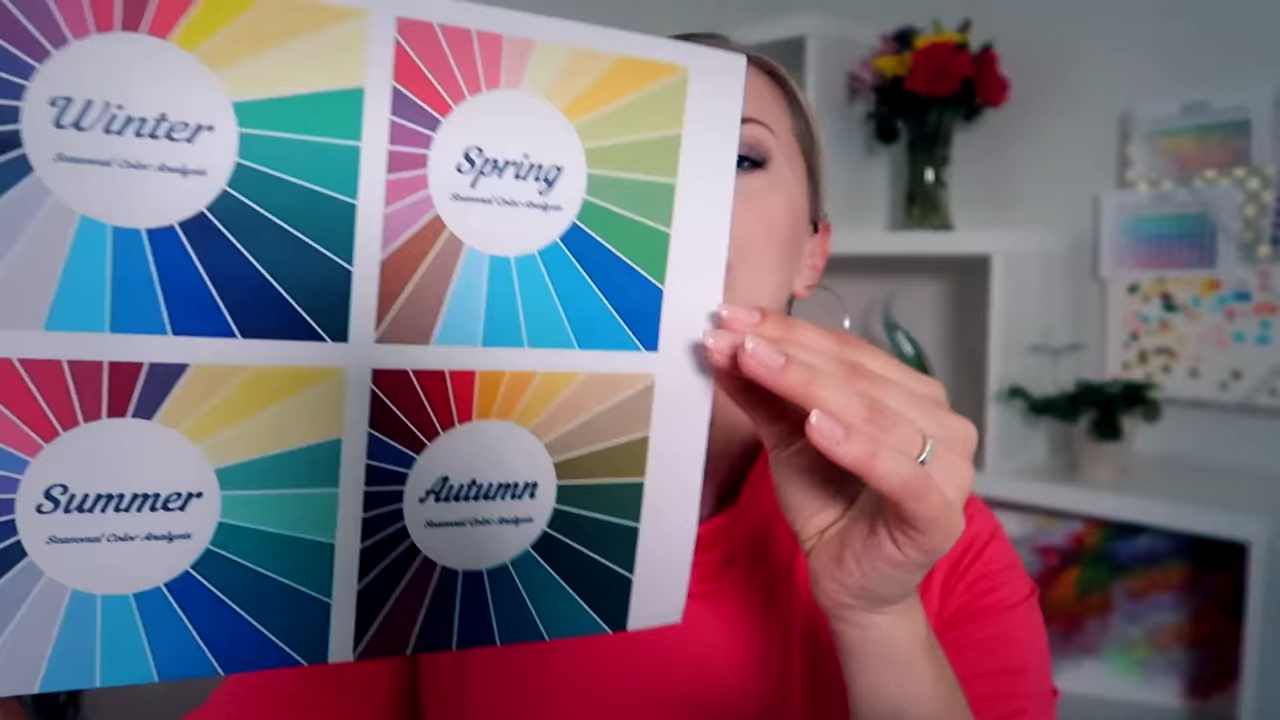 Winter
Seasonal Color Analysis
Spring
Seasonal Color Analysis
Summer
Seasonal Color Analysis
Autumn
Seasonal Color Analysis